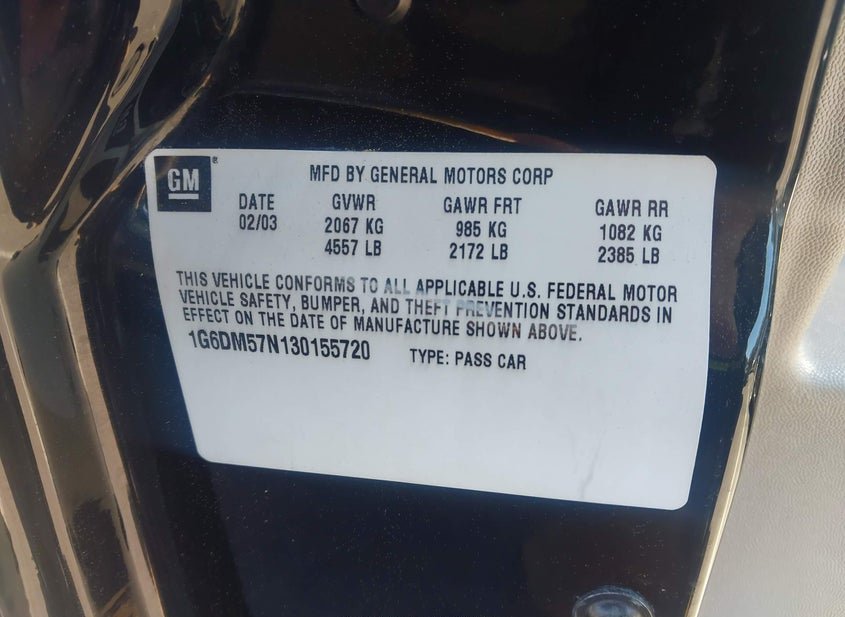 GM ®
MFD BY GENERAL MOTORS CORP
DATE GVWR GAWR FRT GAWR RR
02/03 2067 KG 985 KG 1082 KG
4557 LB 2172 LB 2385 LB
THIS VEHICLE CONFORMS TO ALL APPLICABLE U.S. FEDERAL MOTOR
VEHICLE SAFETY, BUMPER, AND THEFT PREVENTION STANDARDS IN
EFFECT ON THE DATE OF MANUFACTURE SHOWN ABOVE.
1G6DM57N130155720 TYPE: PASS CAR